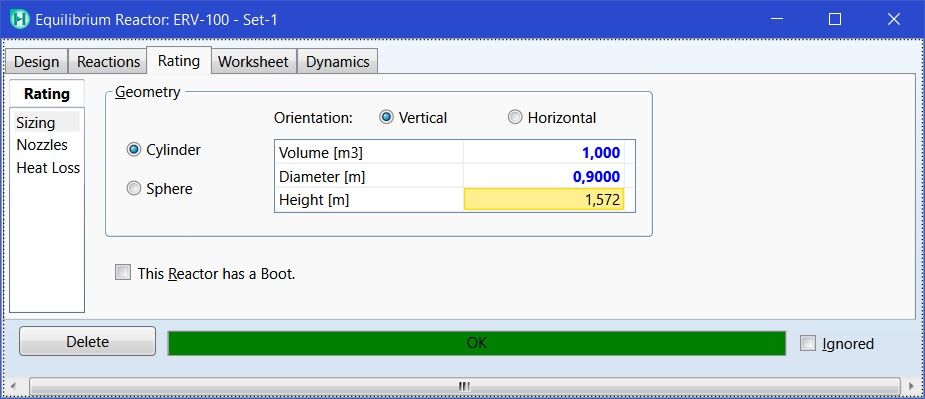 Equilibrium Reactor: ERV-100 - Set-1
Design Reactions Rating Worksheet Dynamics
Rating
Sizing
Nozzles
Heat Loss
Geometry
Orientation: Vertical Horizontal
Cylinder
Sphere
Volume [m3] 1,000
Diameter [m] 0,9000
Height [m] 1,572
This Reactor has a Boot.
Delete OK Ignored